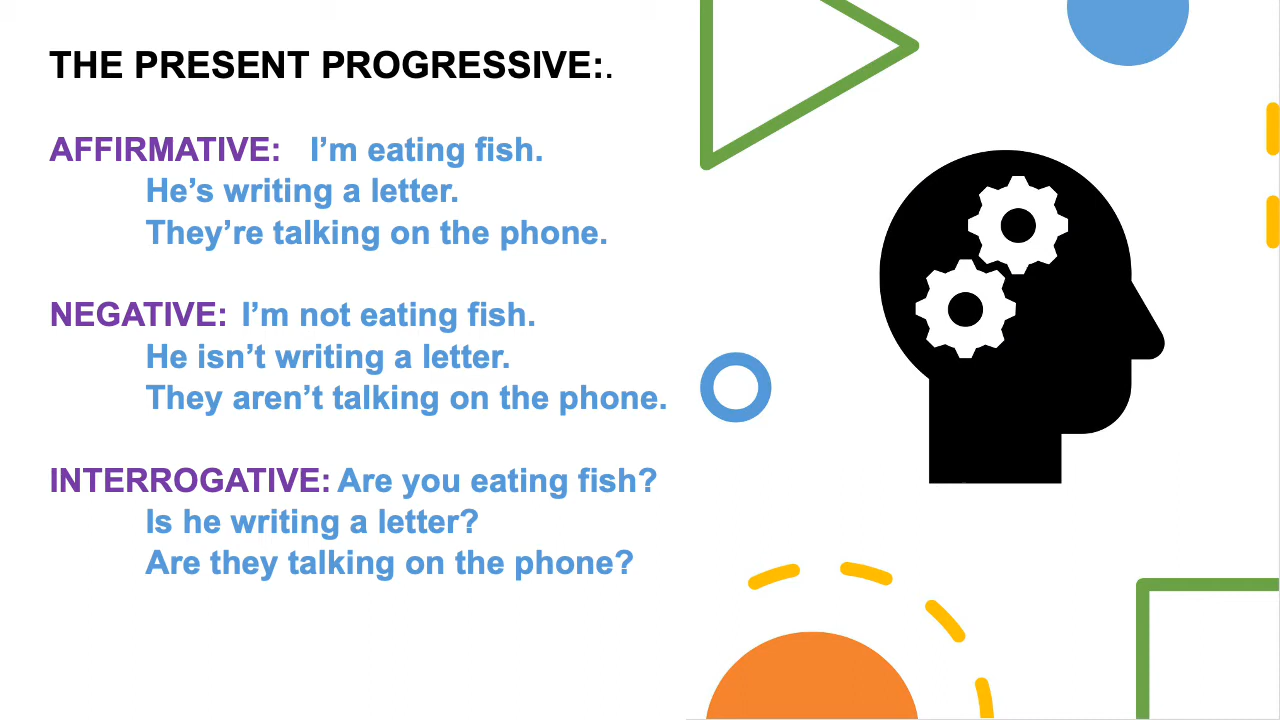 THE PRESENT PROGRESSIVE:.
AFFIRMATIVE: I’m eating fish.
He’s writing a letter.
They’re talking on the phone.
NEGATIVE: I’m not eating fish.
He isn’t writing a letter.
They aren’t talking on the phone.
INTERROGATIVE: Are you eating fish?
Is he writing a letter?
Are they talking on the phone?